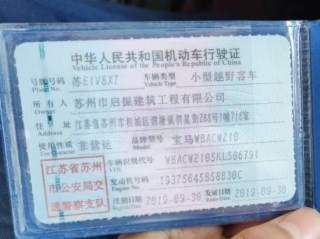 中华人民共和国机动车行驶证
Vehicle License of the People's Republic of China
号牌号码 苏E1V8X7 车辆类型 小型越野客车
Plate No. Vehicle Type
所有人 苏州市启振建筑工程有限公司
Owner
住址 江苏省苏州市相城区
Address
使用性质 非营运 品牌型号 宝马WBACWZ10
Use Character Model
江苏省苏州 车辆识别代号 WBACWZ105KLS66791
VIN
市公安局交 发动机号码 19375645B58B30C
Engine No.
通警察支队 注册日期 2019-09-30 发证日期 2019-09-30